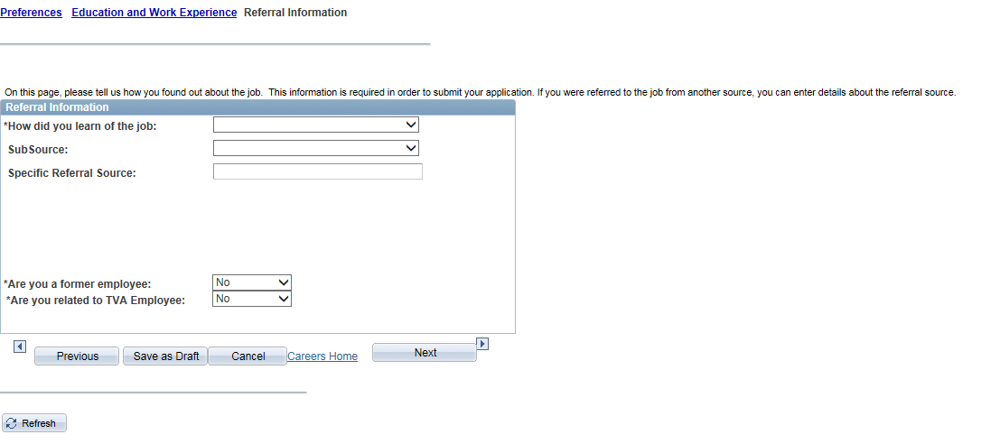 Preferences Education and Work Experience Referral Information
On this page, please tell us how you found out about the job. This information is required in order to submit your application. If you were referred to the job from another source, you can enter details about the referral source.
Referral Information
*How did you learn of the job:
SubSource:
Specific Referral Source:
*Are you a former employee: No
*Are you related to TVA Employee: No
Previous Save as Draft Cancel Careers Home Next
Refresh